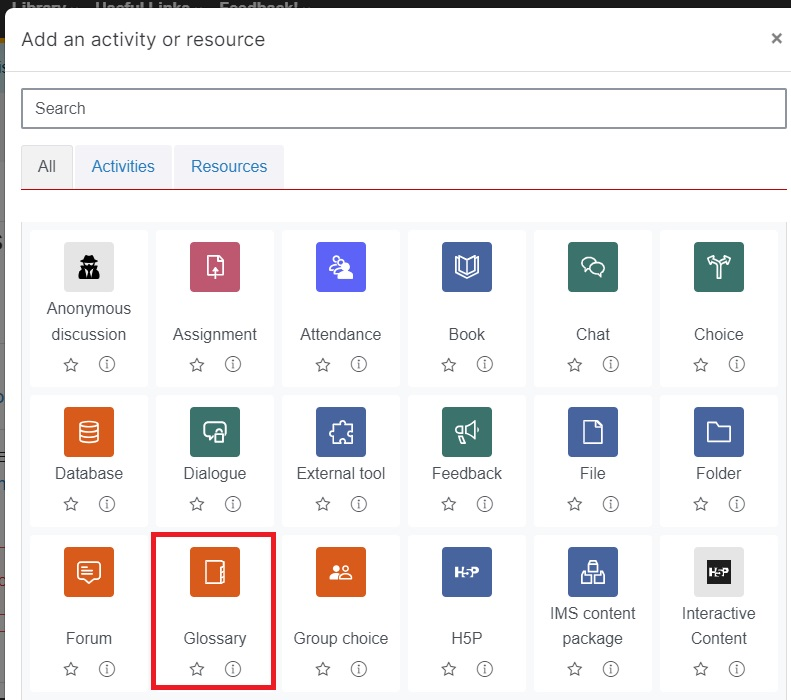 Library Useful Links Feedback!
Add an activity or resource
×
Search
All Activities Resources
Anonymous
discussion
Assignment
Attendance
Book
Chat
Choice
Database
Dialogue
External tool
Feedback
File
Folder
H5P
H5P
Forum
Glossary
Group choice
H5P
IMS content
package
Interactive
Content